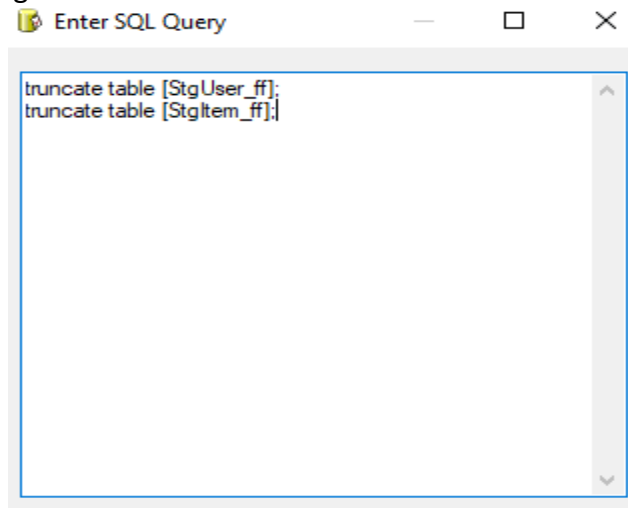 Enter SQL Query
truncate table [StgUser_ff];
truncate table [StgItem_ff];